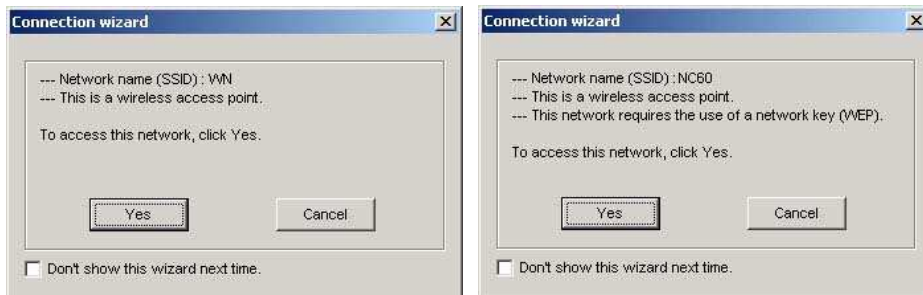 Connection wizard
--- Network name (SSID) : WN
--- This is a wireless access point.
To access this network, click Yes.
Yes
Cancel
Don't show this wizard next time.
Connection wizard
--- Network name (SSID) :NC60
--- This is a wireless access point.
--- This network requires the use of a network key (WEP).
To access this network, click Yes.
Yes
Cancel
Don't show this wizard next time.